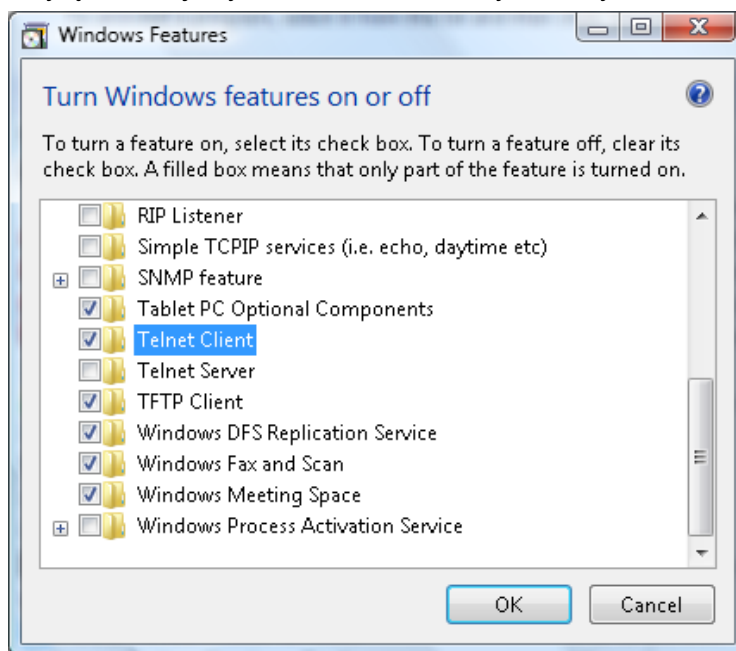 Windows Features
Turn Windows features on or off
To turn a feature on, select its check box. To turn a feature off, clear its
check box. A filled box means that only part of the feature is turned on.
RIP Listener
Simple TCPIP services (i.e. echo, daytime etc)
SNMP feature
Tablet PC Optional Components
Telnet Client
Telnet Server
TFTP Client
Windows DFS Replication Service
Windows Fax and Scan
Windows Meeting Space
Windows Process Activation Service
OK
Cancel